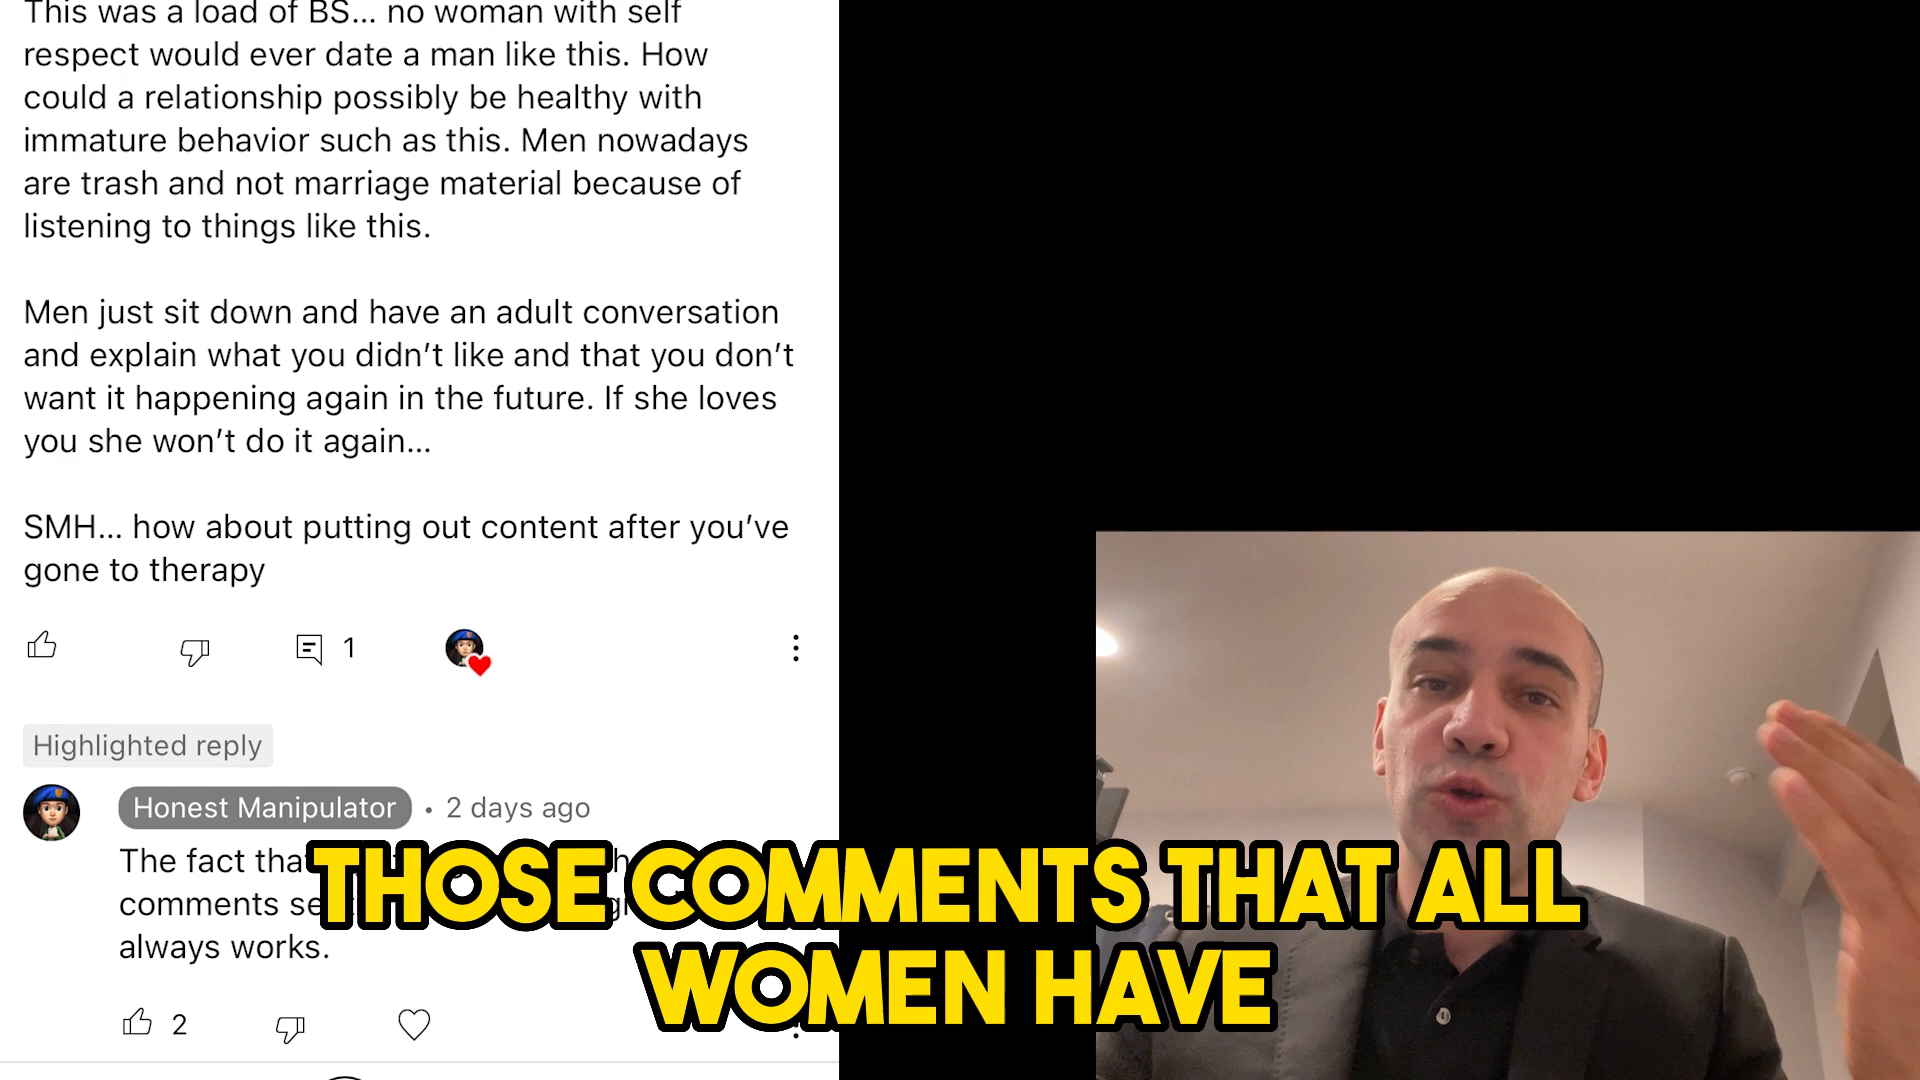 This was a load of BS... no woman with self
respect would ever date a man like this. How
could a relationship possibly be healthy with
immature behavior such as this. Men nowadays
are trash and not marriage material because of
listening to things like this.
Men just sit down and have an adult conversation
and explain what you didn’t like and that you don’t
want it happening again in the future. If she loves
you she won’t do it again...
SMH... how about putting out content after you’ve
gone to therapy
1
Highlighted reply
Honest Manipulator • 2 days ago
The fact
comments
always works.
2
THOSE COMMENTS THAT ALL
WOMEN HAVE